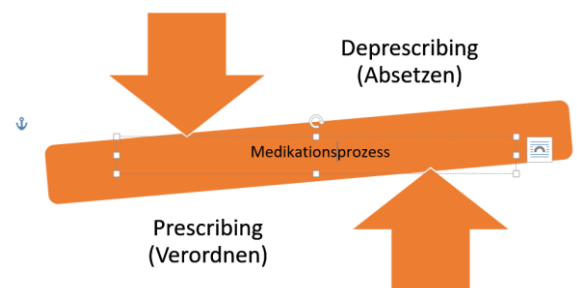 Deprescribing
(Absetzen)
Medikationsprozess
Prescribing
(Verordnen)